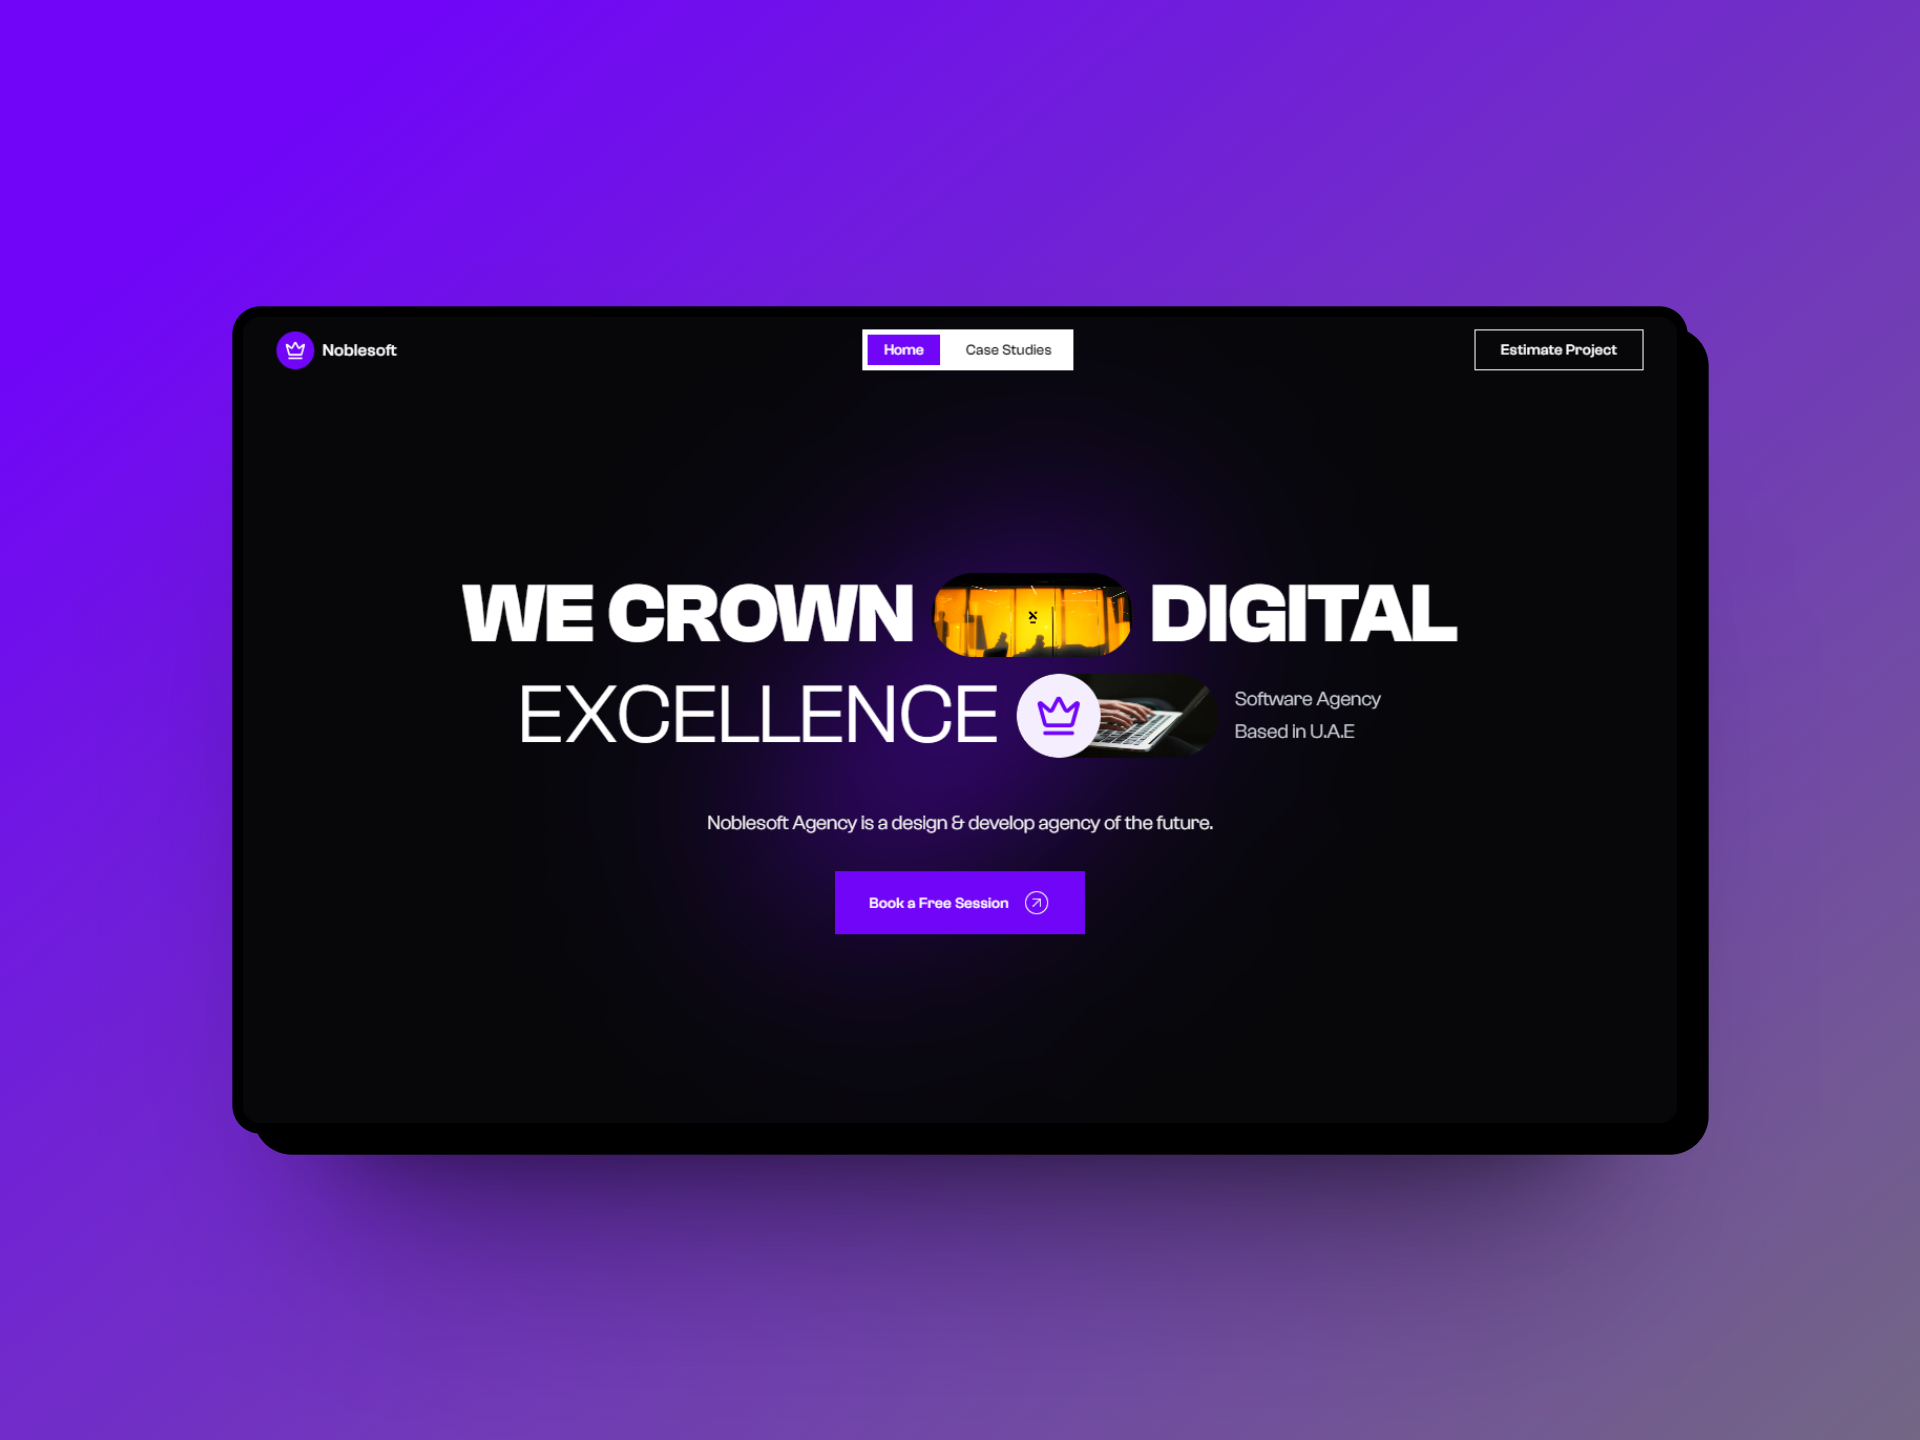 Noblesoft
Home
Case Studies
Estimate Project
WE CROWN DIGITAL
EXCELLENCE
Software Agency
Based in U.A.E
Noblesoft Agency is a design & develop agency of the future.
Book a Free Session